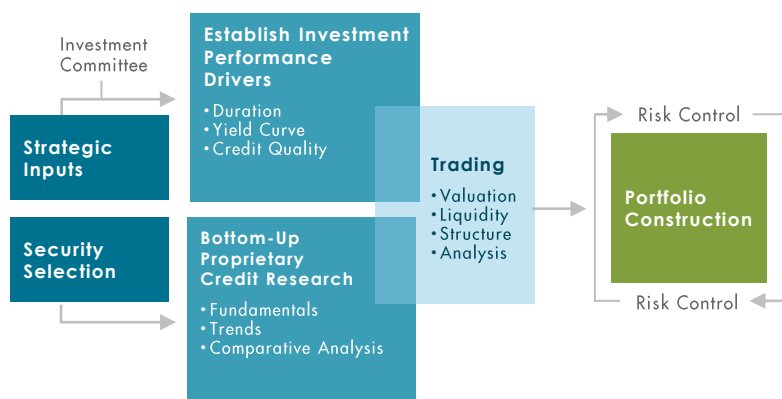 Investment
Committee
Strategic
Inputs
Establish Investment
Performance
Drivers
•Duration
•Yield Curve
•Credit Quality
Security
Selection
Bottom-Up
Proprietary
Credit Research
•Fundamentals
•Trends
•Comparative Analysis
Trading
•Valuation
•Liquidity
•Structure
•Analysis
Risk Control
Portfolio
Construction
Risk Control